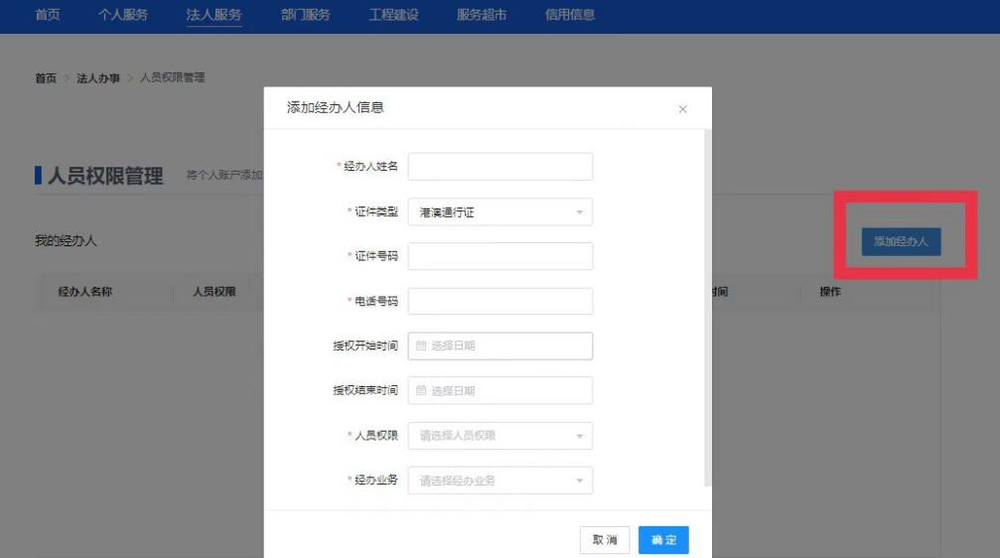 首页 个人服务 法人服务 部门服务 工程建设 服务超市 信用信息
首页 > 法人办事 > 人员权限管理
添加经办人信息 ×
人员权限管理 将个人账户添加
* 经办人姓名
* 证件类型 港澳通行证
* 证件号码
我的经办人
添加经办人
经办人名称 人员权限 时间 操作
* 电话号码
授权开始时间 选择日期
授权结束时间 选择日期
* 人员权限 请选择人员权限
* 经办业务 请选择经办业务
取消 确定